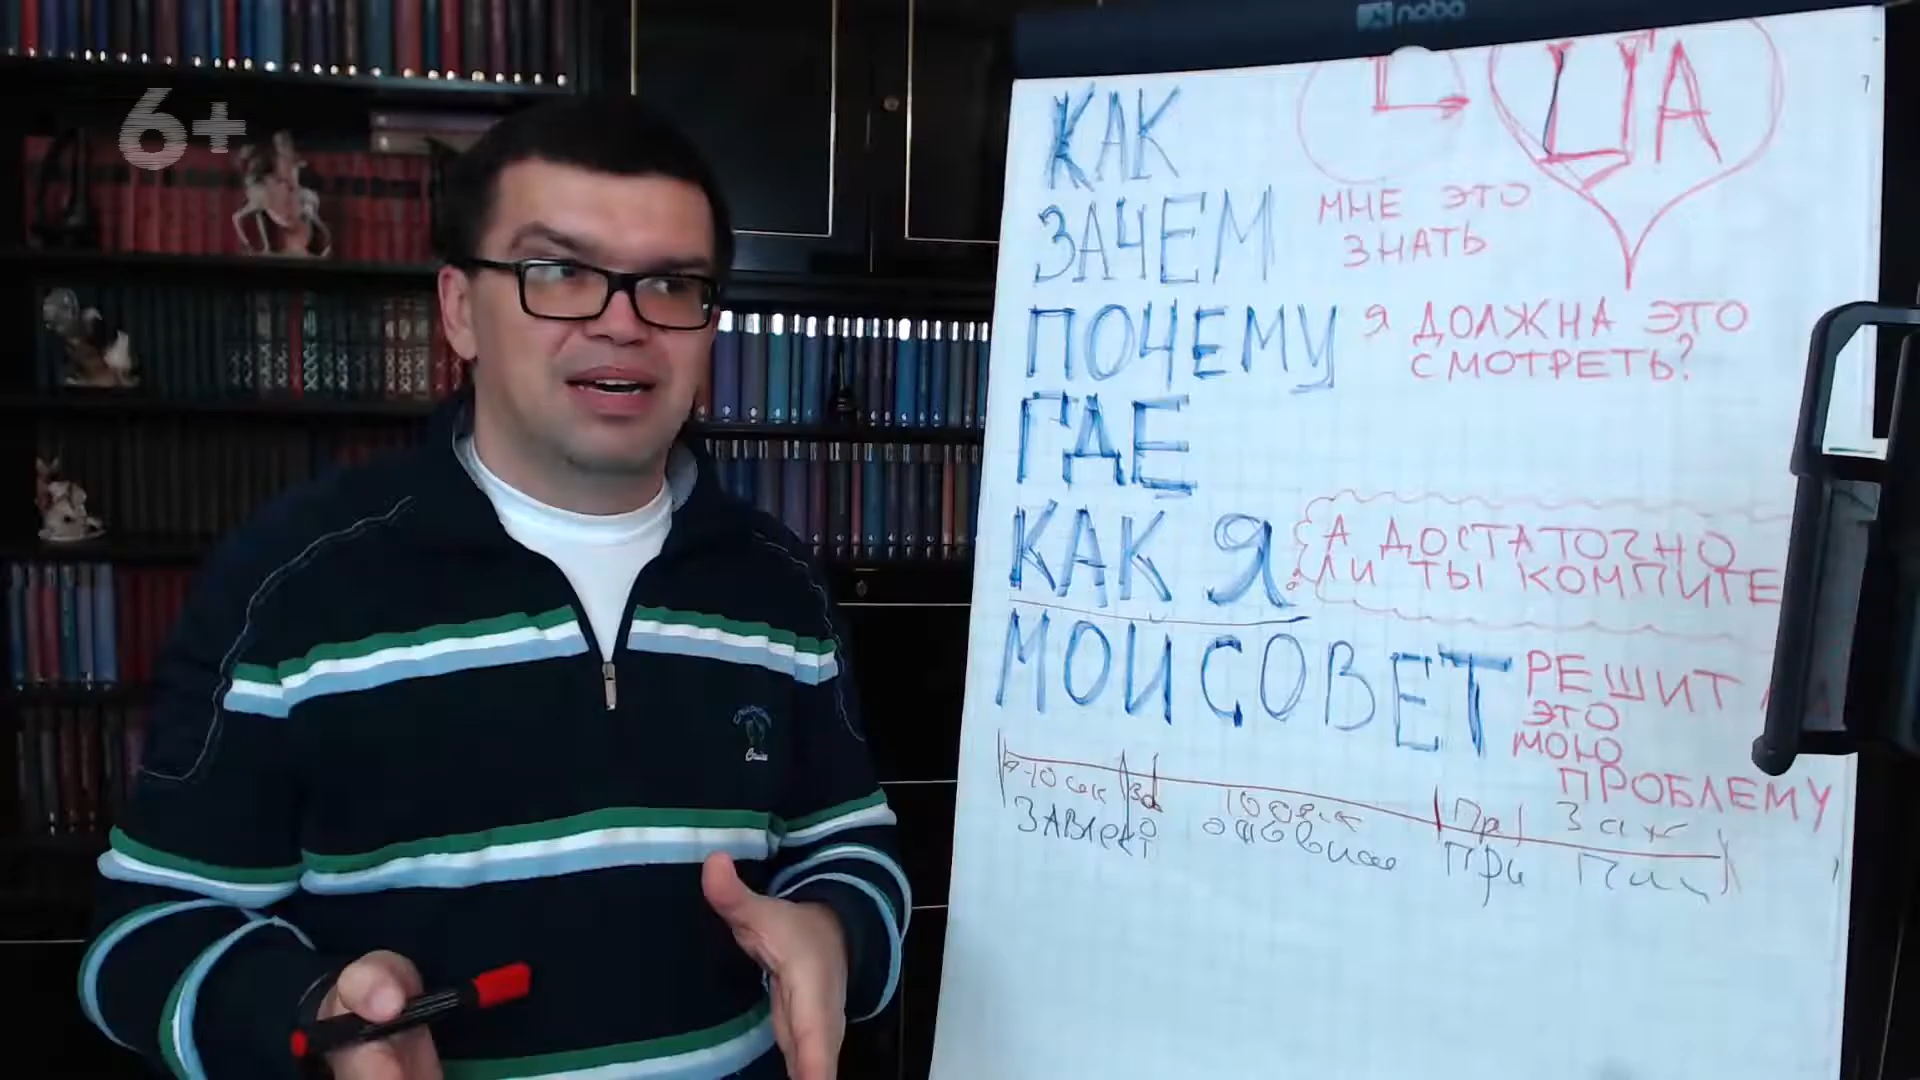 nobo
6+
ЦА
КАК
ЗАЧЕМ
МНЕ ЭТО
ЗНАТЬ
ПОЧЕМУ
Я ДОЛЖНА ЭТО
СМОТРЕТЬ?
ГДЕ
КАК Я
А ДОСТАТОЧНО
ЛИ ТЫ КОМПИТЕ
МОЙ СОВЕТ
РЕШИТ
ЭТО
МОЮ
ПРОБЛЕМУ
При